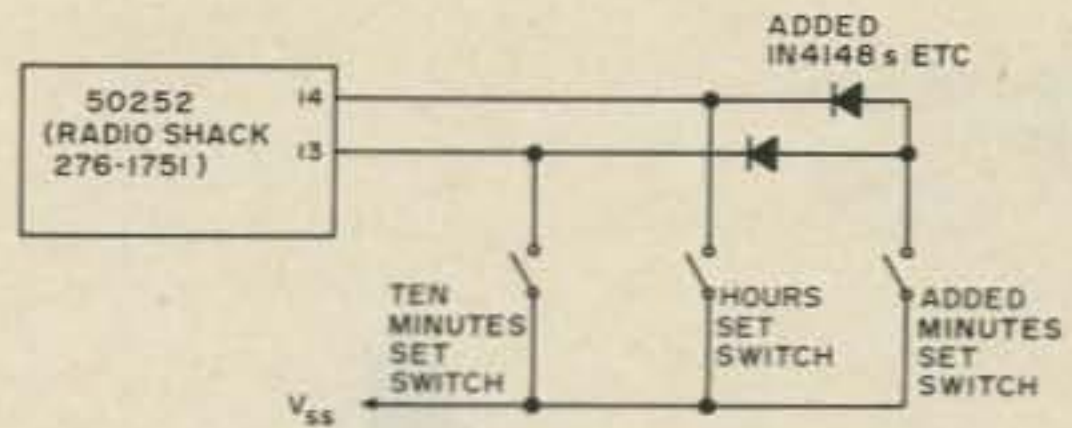 ADDED
IN4148s ETC
50252
(RADIO SHACK
276-1751)
14
13
TEN
MINUTES
SET
SWITCH
HOURS
SET
SWITCH
ADDED
MINUTES
SET
SWITCH
Vss